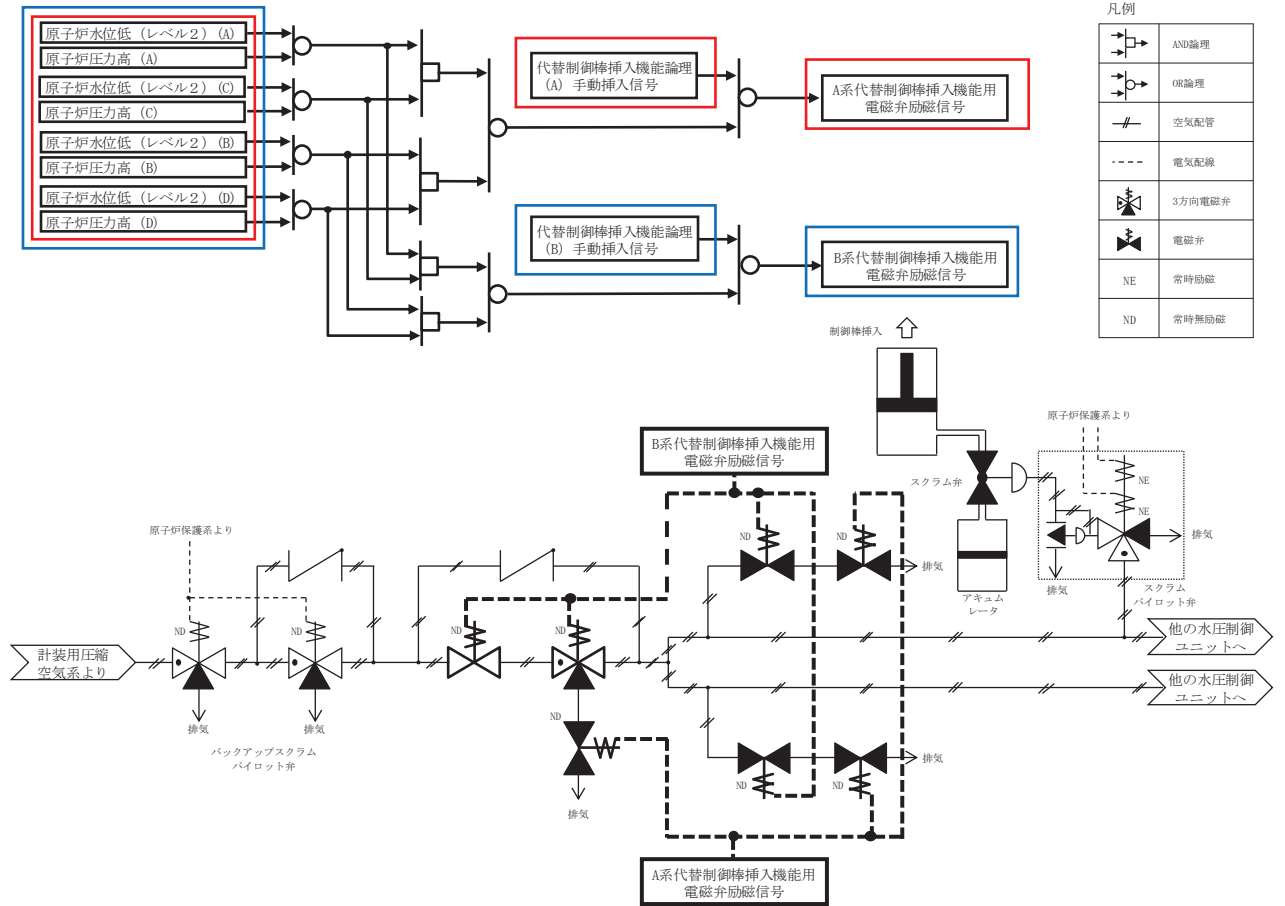 原子炉水位低（レベル２）(A)
原子炉圧力高（A）
原子炉水位低（レベル２）(C)
原子炉圧力高（C）
原子炉水位低（レベル２）(B)
原子炉圧力高（B）
原子炉水位低（レベル２）(D)
原子炉圧力高（D）
代替制御棒挿入機能論理
（A）手動挿入信号
A系代替制御棒挿入機能用
電磁弁励磁信号
代替制御棒挿入機能論理
（B）手動挿入信号
B系代替制御棒挿入機能用
電磁弁励磁信号
凡例
AND論理
OR論理
空気配管
電気配線
3方向電磁弁
電磁弁
NE
常時励磁
ND
常時無励磁
制御棒挿入
原子炉保護系より
スクラム弁
NE
NE
排気
排気
スクラム
パイロット弁
アキュム
レータ
B系代替制御棒挿入機能用
電磁弁励磁信号
原子炉保護系より
ND
ND
排気
ND
ND
ND
ND
計装用圧縮
空気系より
他の水圧制御
ユニットへ
他の水圧制御
ユニットへ
排気
排気
バックアップスクラム
パイロット弁
ND
排気
ND
ND
排気
A系代替制御棒挿入機能用
電磁弁励磁信号